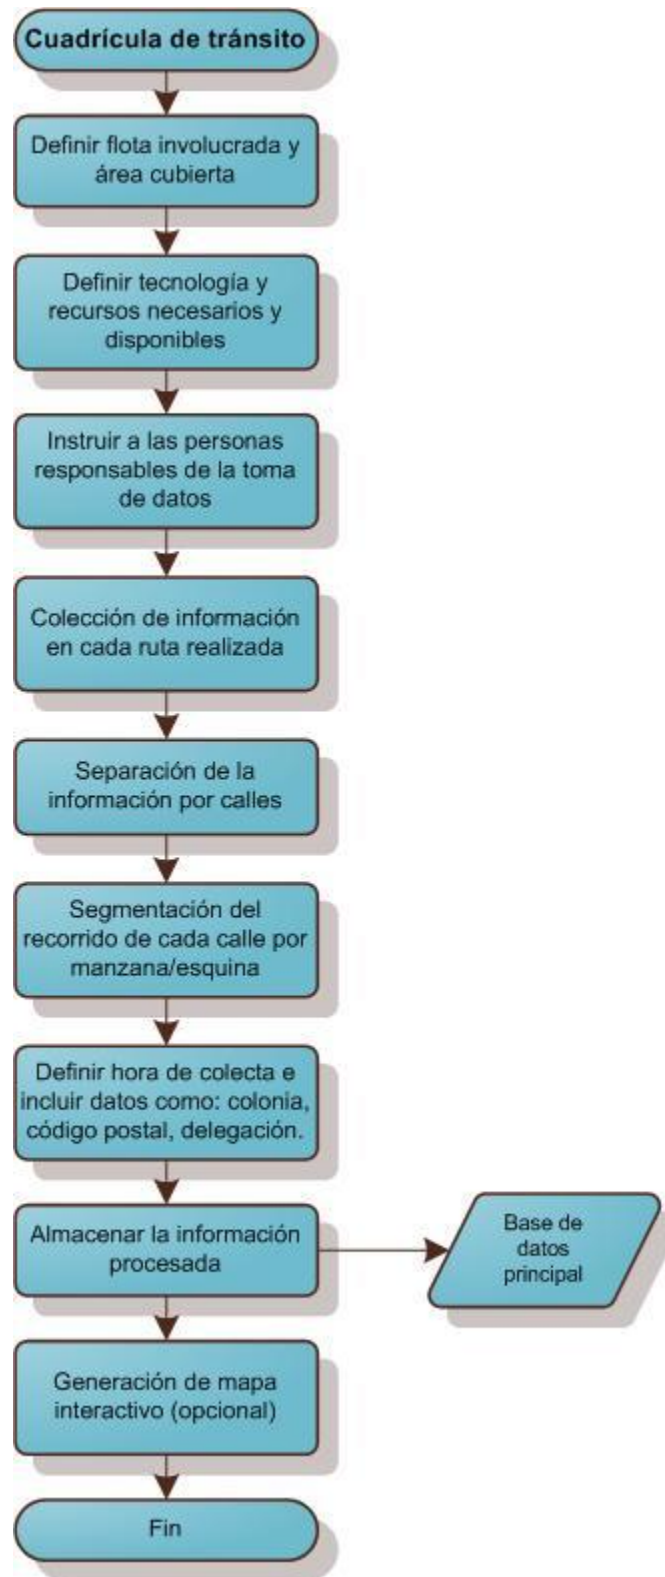 Cuadrícula de tránsito
Definir flota involucrada y
área cubierta
Definir tecnología y
recursos necesarios y
disponibles
Instruir a las personas
responsables de la toma
de datos
Colección de información
en cada ruta realizada
Separación de la
información por calles
Segmentación del
recorrido de cada calle por
manzana/esquina
Definir hora de colecta e
incluir datos como: colonia,
código postal, delegación.
Almacenar la información
procesada
Base de
datos
principal
Generación de mapa
interactivo (opcional)
Fin